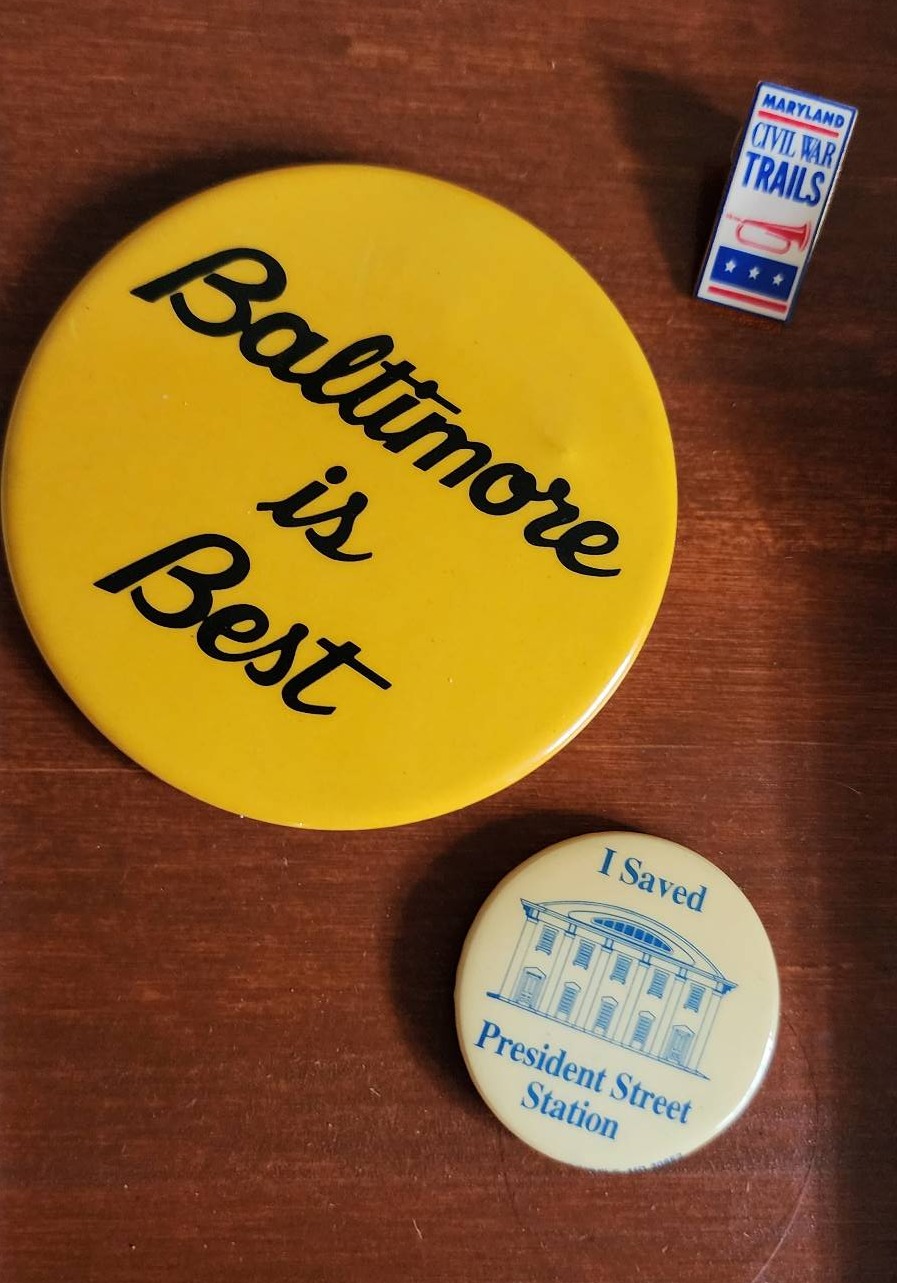 MARYLAND
CIVIL WAR
TRAILS
Baltimore
is
Best
I Saved
President Street
Station